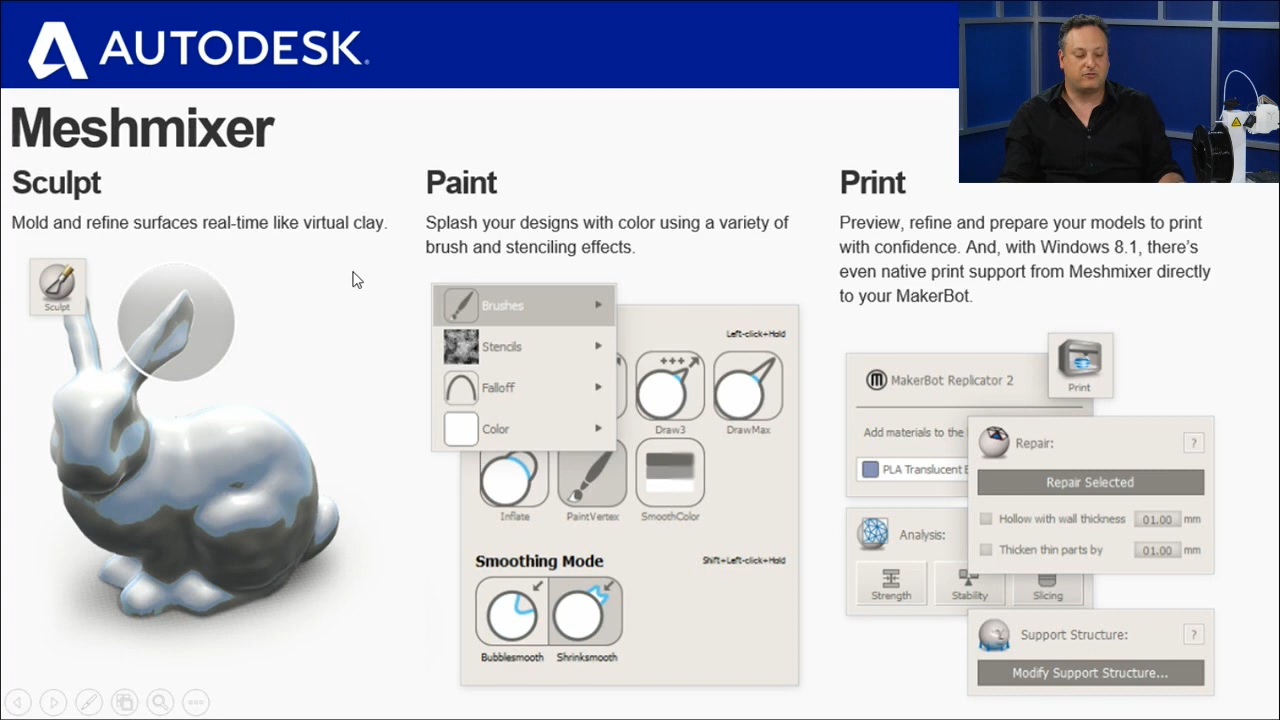 AUTODESK.
Meshmixer
Sculpt
Mold and refine surfaces real-time like virtual clay.
Sculpt
Paint
Splash your designs with color using a variety of
brush and stenciling effects.
Brushes
Stencils
Falloff
Color
Left-click+Hold
Draw3
DrawMax
Inflate
PaintVertex
SmoothColor
Smoothing Mode
Shift+Left-click+Hold
Bubblesmooth
Shrinksmooth
Print
Preview, refine and prepare your models to print
with confidence. And, with Windows 8.1, there's
even native print support from Meshmixer directly
to your MakerBot.
Print
MakerBot Replicator 2
Add materials to the
PLA Translucent
Repair:
?
Repair Selected
Hollow with wall thickness 01.00 mm
Thicken thin parts by 01.00 mm
Analysis:
Strength
Stability
Slicing
Support Structure:
?
Modify Support Structure...